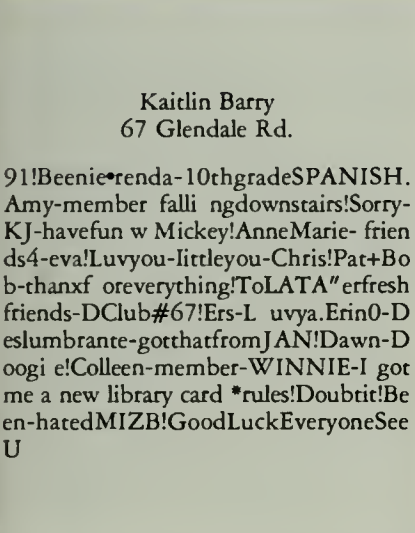 Kaitlin Barry
67 Glendale Rd.
91!Beenie•renda-10thgradeSPANISH.
Amy-member falli ngdownstairs!Sorry-
KJ-havefun w Mickey!AnneMarie- frien
ds4-eva!Luvyou-Iittleyou-Chris!Pat+Bo
b-thanxf oreverything!ToLATA"erfresh
friends-DClub#67!Ers-L uvya.Erin0-D
eslumbrante-gotthatfromJAN!Dawn-D
oogi e!Colleen-member-WINNIE-I got
me a new library card *rules!Doubtit!Be
en-hatedMIZB!GoodLuckEveryoneSee
U